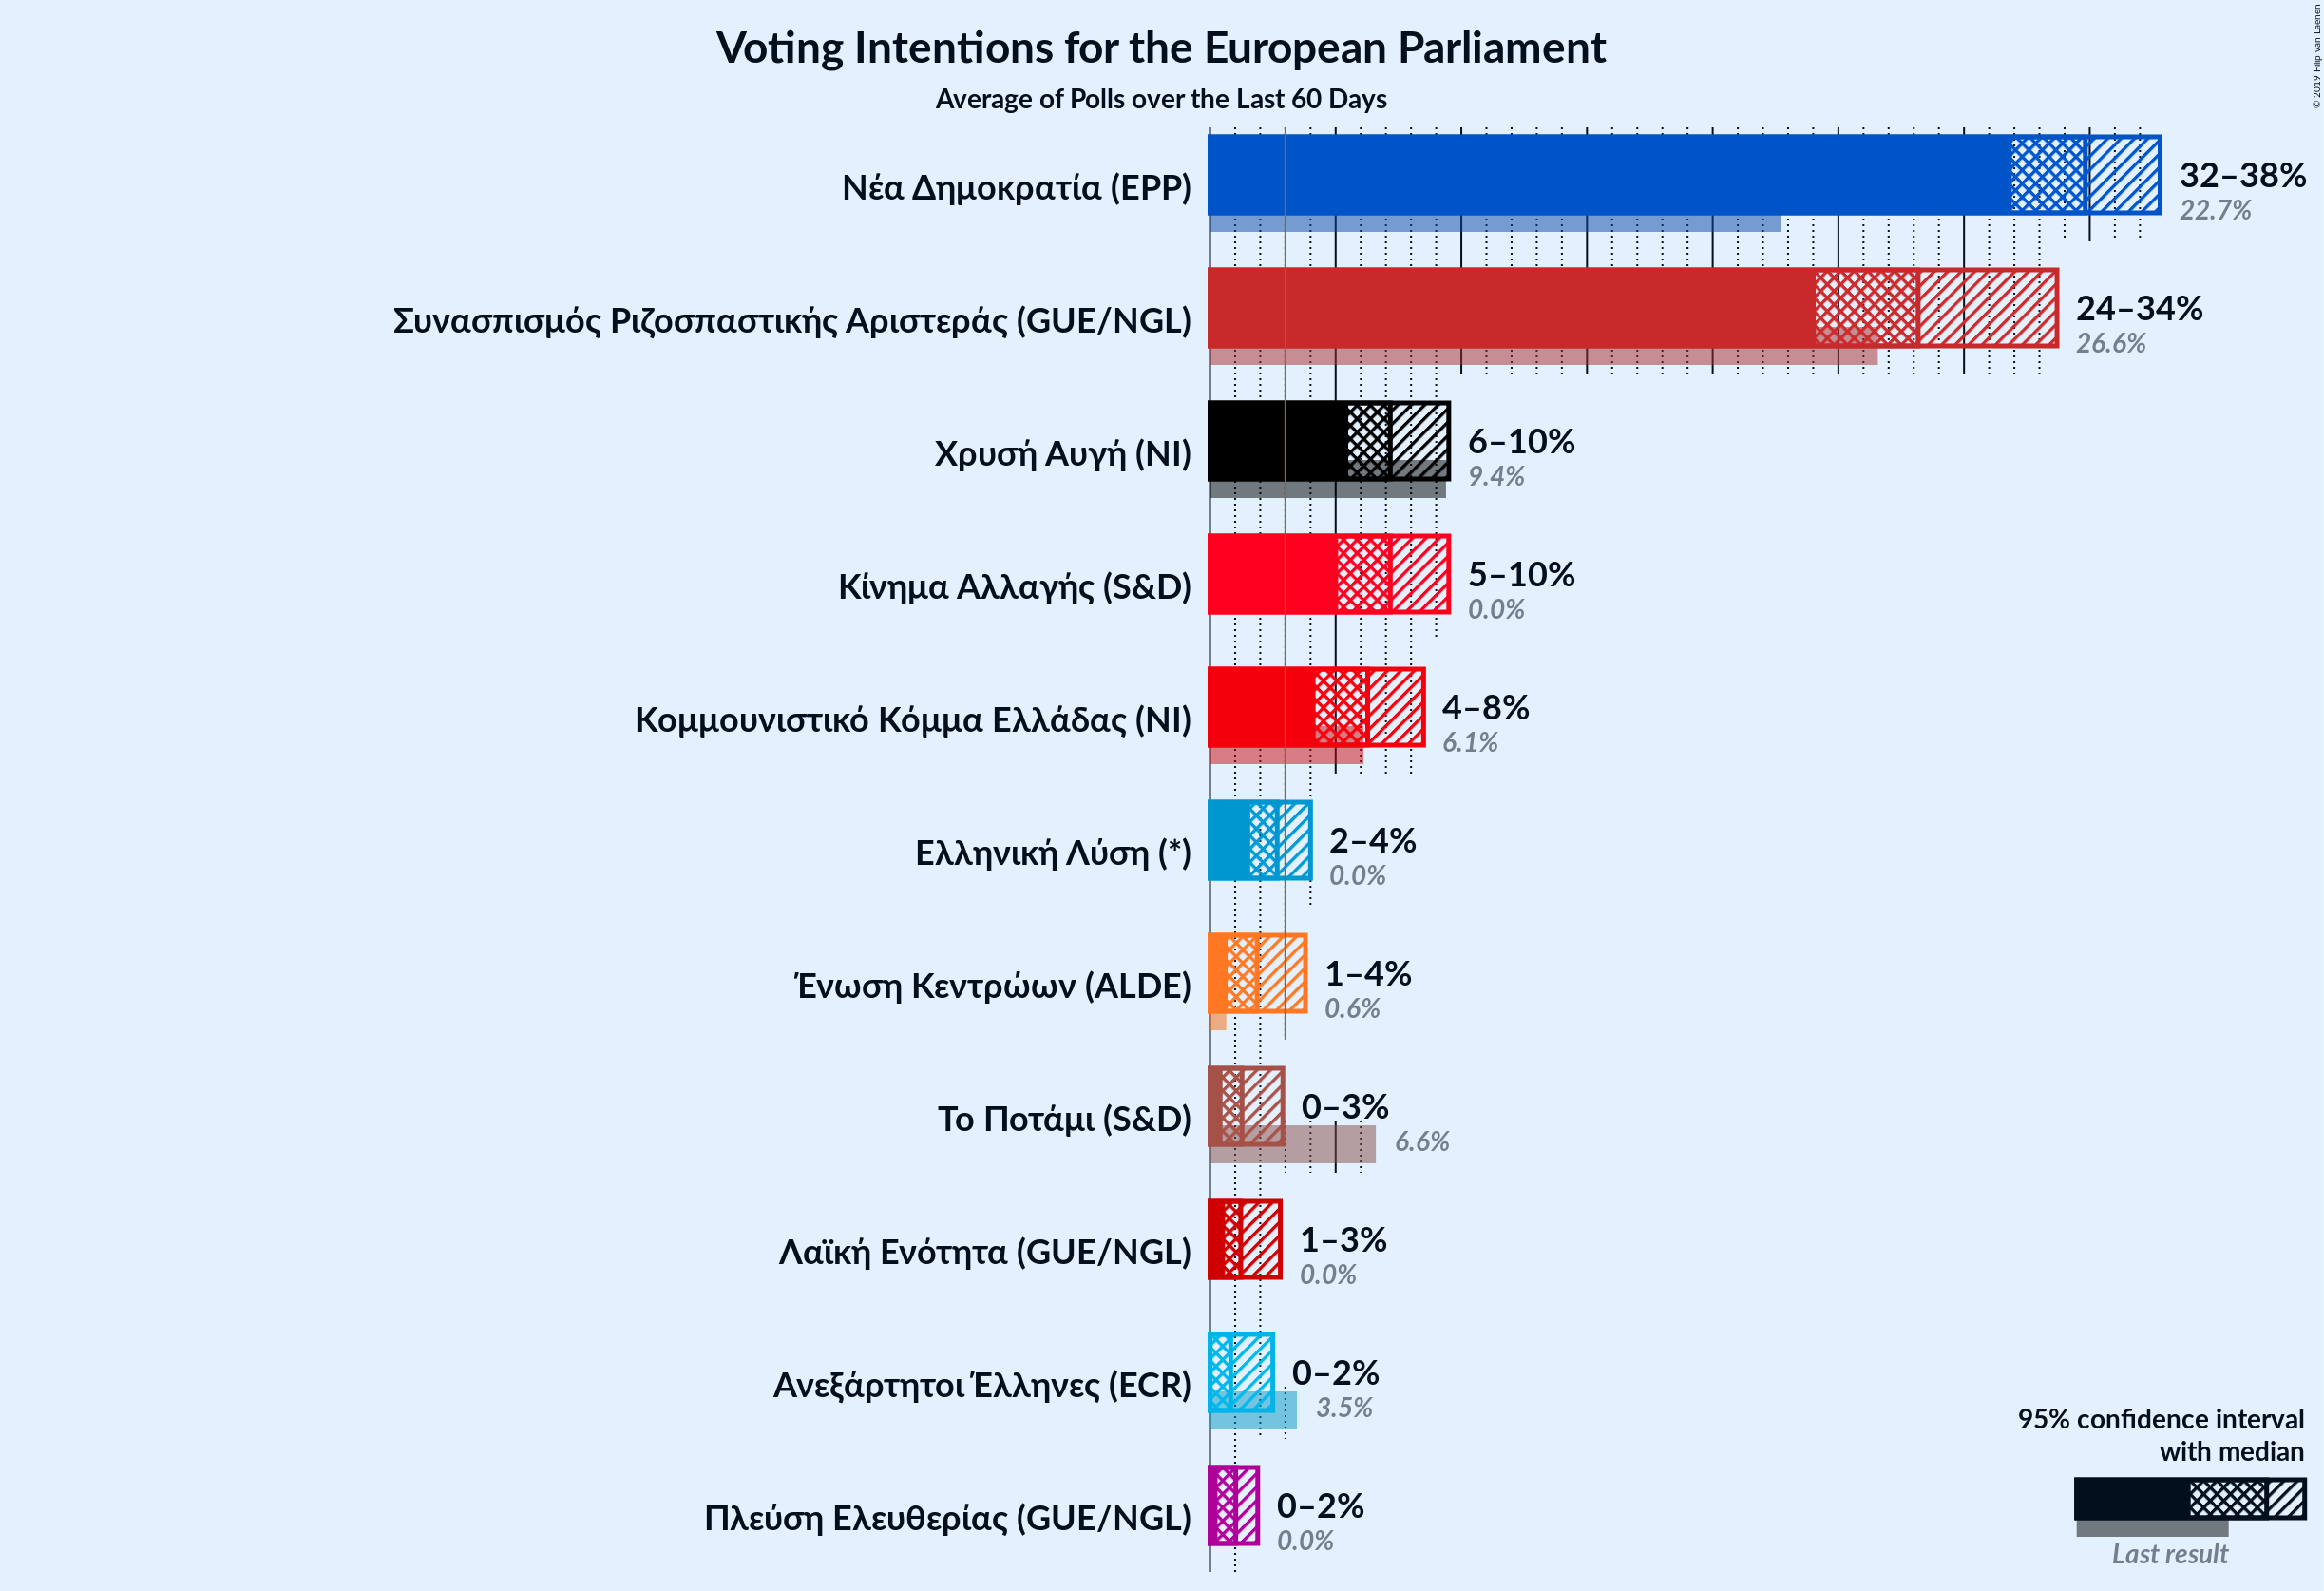 Voting Intentions for the European Parliament
Average of Polls over the Last 60 Days
© 2019 Filip van Laenen
Νέα Δημοκρατία (EPP)
32–38%
22.7%
Συνασπισμός Ριζοσπαστικής Αριστεράς (GUE/NGL)
24–34%
26.6%
Χρυσή Αυγή (NI)
6–10%
9.4%
Κίνημα Αλλαγής (S&D)
5–10%
0.0%
Κομμουνιστικό Κόμμα Ελλάδας (NI)
4–8%
6.1%
Ελληνική Λύση (*)
2–4%
0.0%
Ένωση Κεντρώων (ALDE)
1–4%
0.6%
Το Ποτάμι (S&D)
0–3%
6.6%
Λαϊκή Ενότητα (GUE/NGL)
1–3%
0.0%
Ανεξάρτητοι Έλληνες (ECR)
0–2%
3.5%
Πλεύση Ελευθερίας (GUE/NGL)
0–2%
0.0%
95% confidence interval
with median
Last result